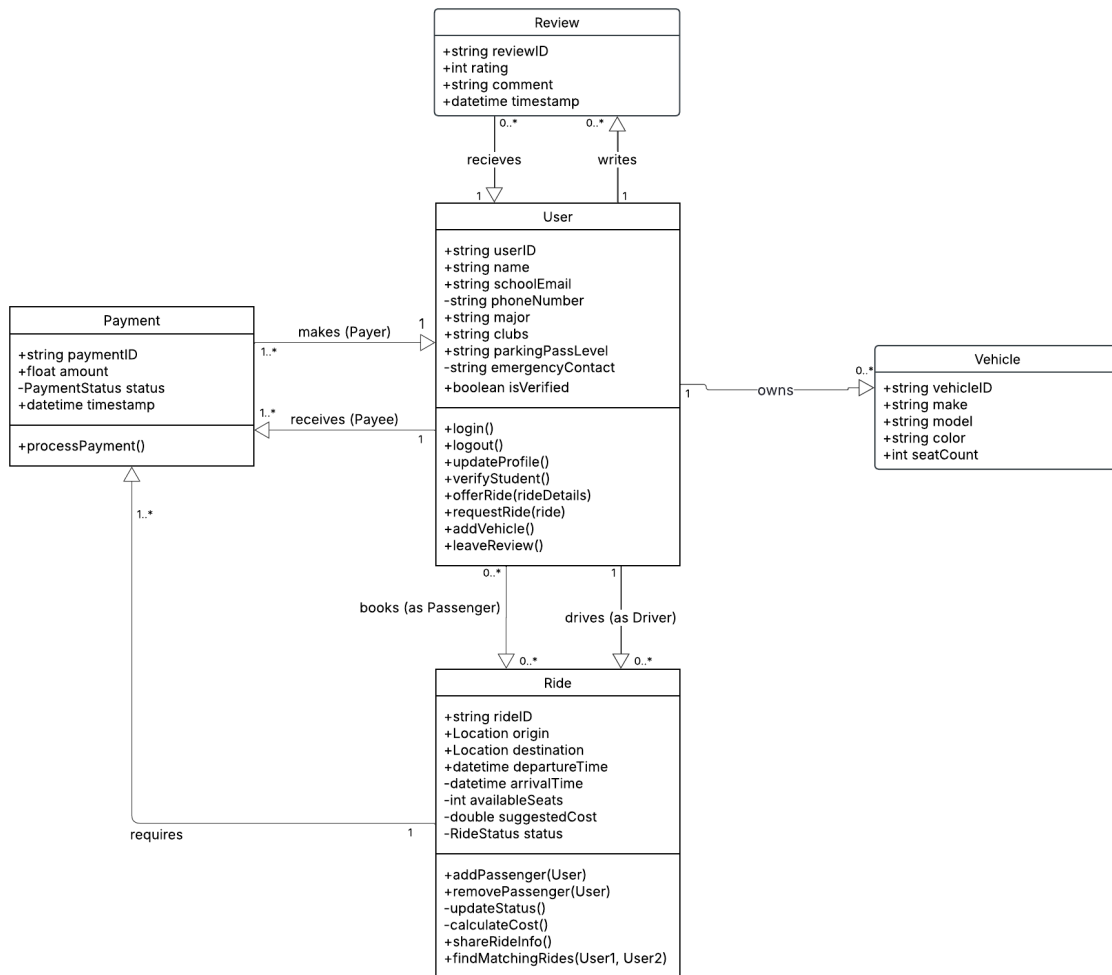 Review
+string reviewID
+int rating
+string comment
+datetime timestamp
0..*
0..*
recieves
writes
1
1
User
+string userID
+string name
+string schoolEmail
-string phoneNumber
+string major
+string clubs
+string parkingPassLevel
-string emergencyContact
+boolean isVerified
+login()
+logout()
+updateProfile()
+verifyStudent()
+offerRide(rideDetails)
+requestRide(ride)
+addVehicle()
+leaveReview()
Payment
+string paymentID
+float amount
-PaymentStatus status
+datetime timestamp
+processPayment()
makes (Payer)
1
1..*
1..*
receives (Payee)
1
1..*
0..*
1
owns
Vehicle
+string vehicleID
+string make
+string model
+string color
+int seatCount
0..*
1
books (as Passenger)
drives (as Driver)
0..*
0..*
Ride
+string rideID
+Location origin
+Location destination
+datetime departureTime
-datetime arrivalTime
-int availableSeats
-double suggestedCost
-RideStatus status
+addPassenger(User)
+removePassenger(User)
-updateStatus()
-calculateCost()
+shareRideInfo()
+findMatchingRides(User1, User2)
requires
1